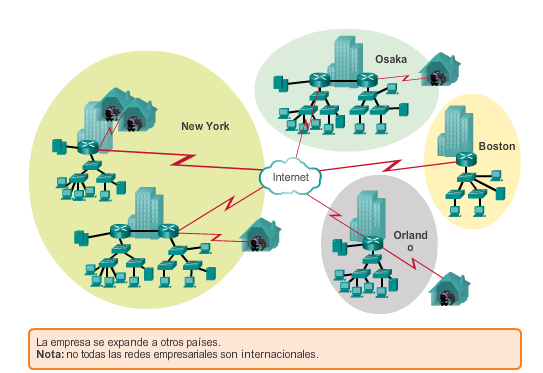 Osaka
New York
Boston
Internet
Orland
o
La empresa se expande a otros países.
Nota: no todas las redes empresariales son internacionales.